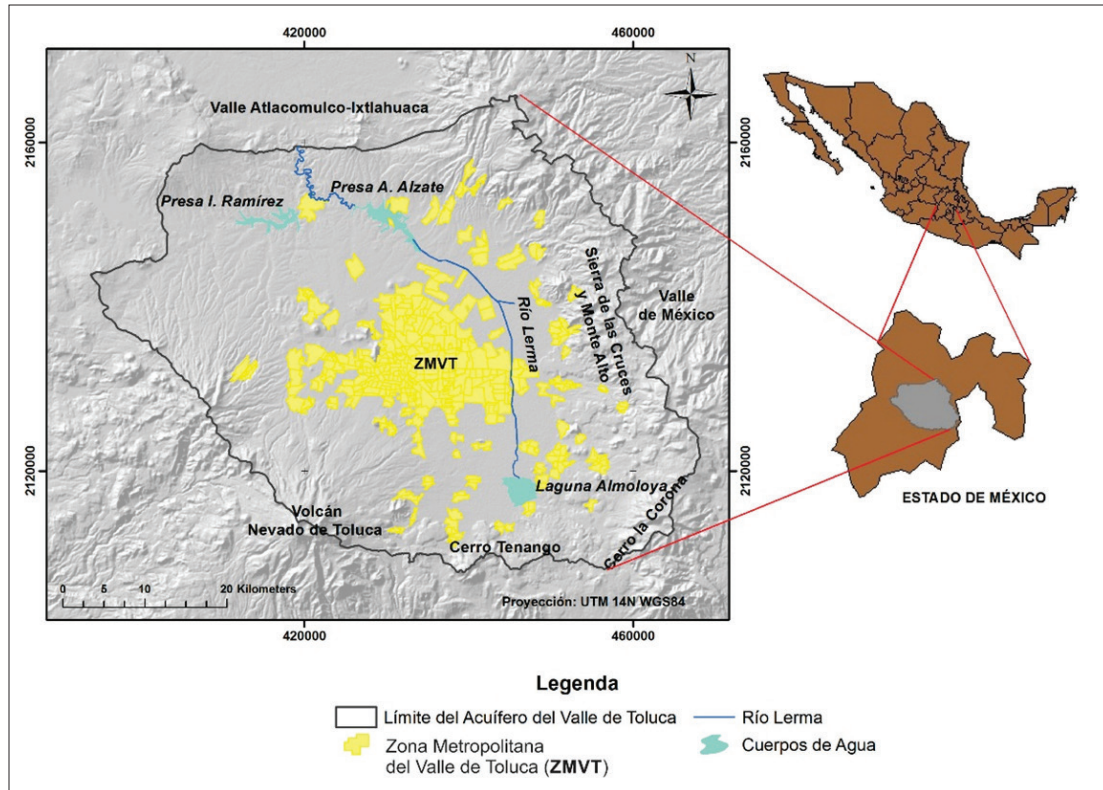 420000
460000
N
Valle Atlacomulco-Ixtlahuaca
2160000
2160000
Presa I. Ramírez
Presa A. Alzate
Sierra de las Cruces
y Monte Alto
Valle
de México
Río Lerma
ZMVT
2120000
2120000
Laguna Almoloya
Volcán
Nevado de Toluca
Cerro Tenango
Cerro la Corona
0 5 10 20 Kilometers
Proyección: UTM 14N WGS84
420000
460000
ESTADO DE MÉXICO
Legenda
Límite del Acuífero del Valle de Toluca
Río Lerma
Zona Metropolitana
del Valle de Toluca (ZMVT)
Cuerpos de Agua